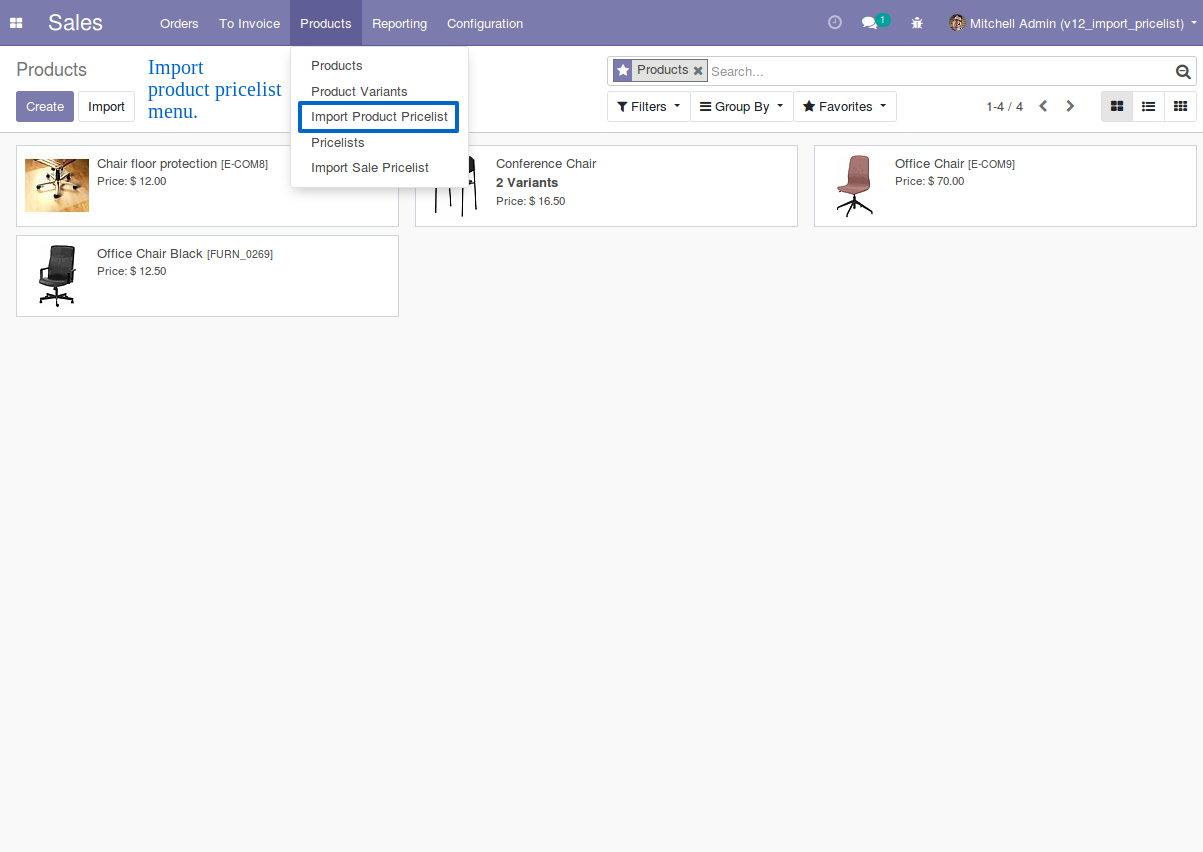 Sales
Orders
To Invoice
Products
Reporting
Configuration
1
Mitchell Admin (v12_import_pricelist)
Products
Import
product pricelist
menu.
Create
Import
Products
Product Variants
Import Product Pricelist
Pricelists
Import Sale Pricelist
Products
Search...
Filters
Group By
Favorites
1-4 / 4
Chair floor protection [E-COM8]
Price: $ 12.00
Conference Chair
2 Variants
Price: $ 16.50
Office Chair [E-COM9]
Price: $ 70.00
Office Chair Black [FURN_0269]
Price: $ 12.50